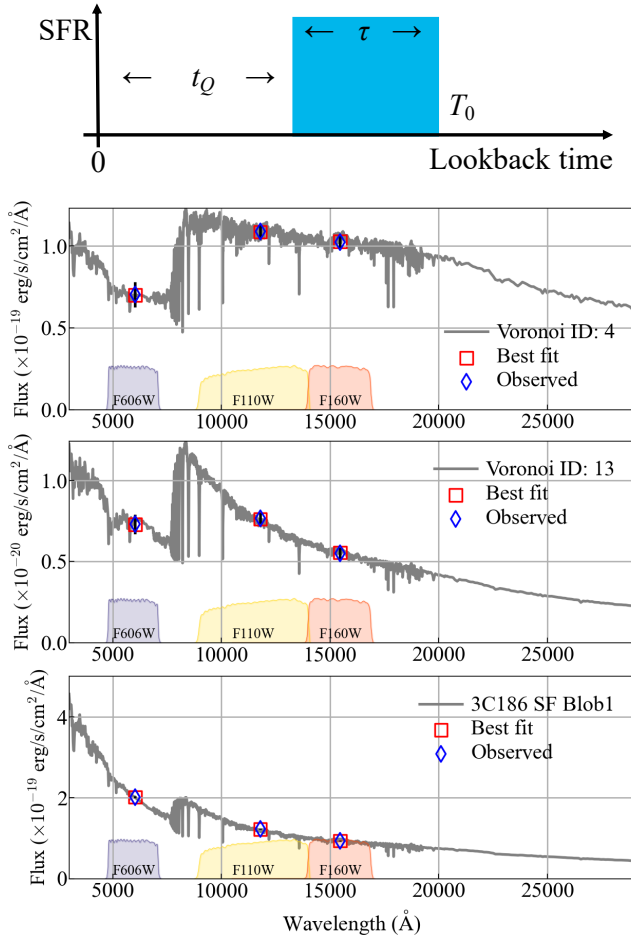 SFR
← t_Q →
← τ →
T_0
0
Lookback time
Flux (×10⁻¹⁹ erg/s/cm²/Å)
1.0
0.5
0.0
Voronoi ID: 4
Best fit
Observed
F606W F110W F160W
5000 10000 15000 20000 25000
Flux (×10⁻²⁰ erg/s/cm²/Å)
1.0
0.5
0.0
Voronoi ID: 13
Best fit
Observed
F606W F110W F160W
5000 10000 15000 20000 25000
Flux (×10⁻¹⁹ erg/s/cm²/Å)
4
2
0
3C186 SF Blob1
Best fit
Observed
F606W F110W F160W
5000 10000 15000 20000 25000
Wavelength (Å)